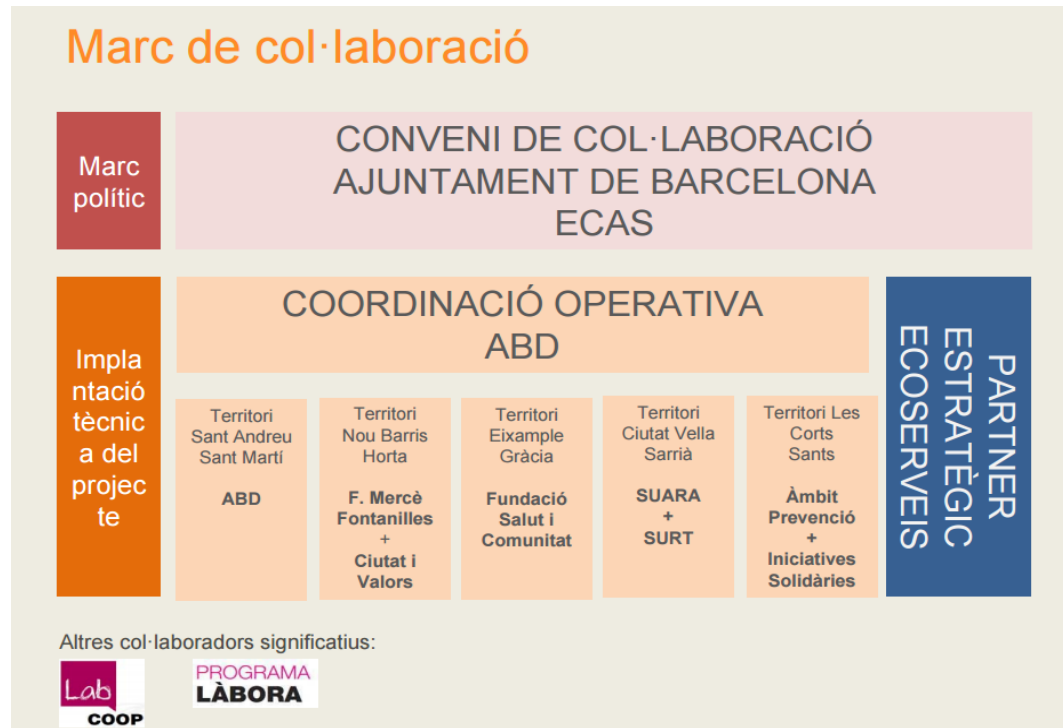 Marc de col·laboració
Marc
polític
CONVENI DE COL·LABORACIÓ
AJUNTAMENT DE BARCELONA
ECAS
Impla
ntació
tècnic
a del
projec
te
COORDINACIÓ OPERATIVA
ABD
Territori
Sant Andreu
Sant Martí
ABD
Territori
Nou Barris
Horta
F. Mercè
Fontanilles
+
Ciutat i
Valors
Territori
Eixample
Gràcia
Fundació
Salut i
Comunitat
Territori
Ciutat Vella
Sarrià
SUARA
+
SURT
Territori Les
Corts
Sants
Àmbit
Prevenció
+
Iniciatives
Solidàries
PARTNER
ESTRATÈGIC
ECOSERVEIS
Altres col·laboradors significatius:
Lab
COOP
PROGRAMA
LÀBORA